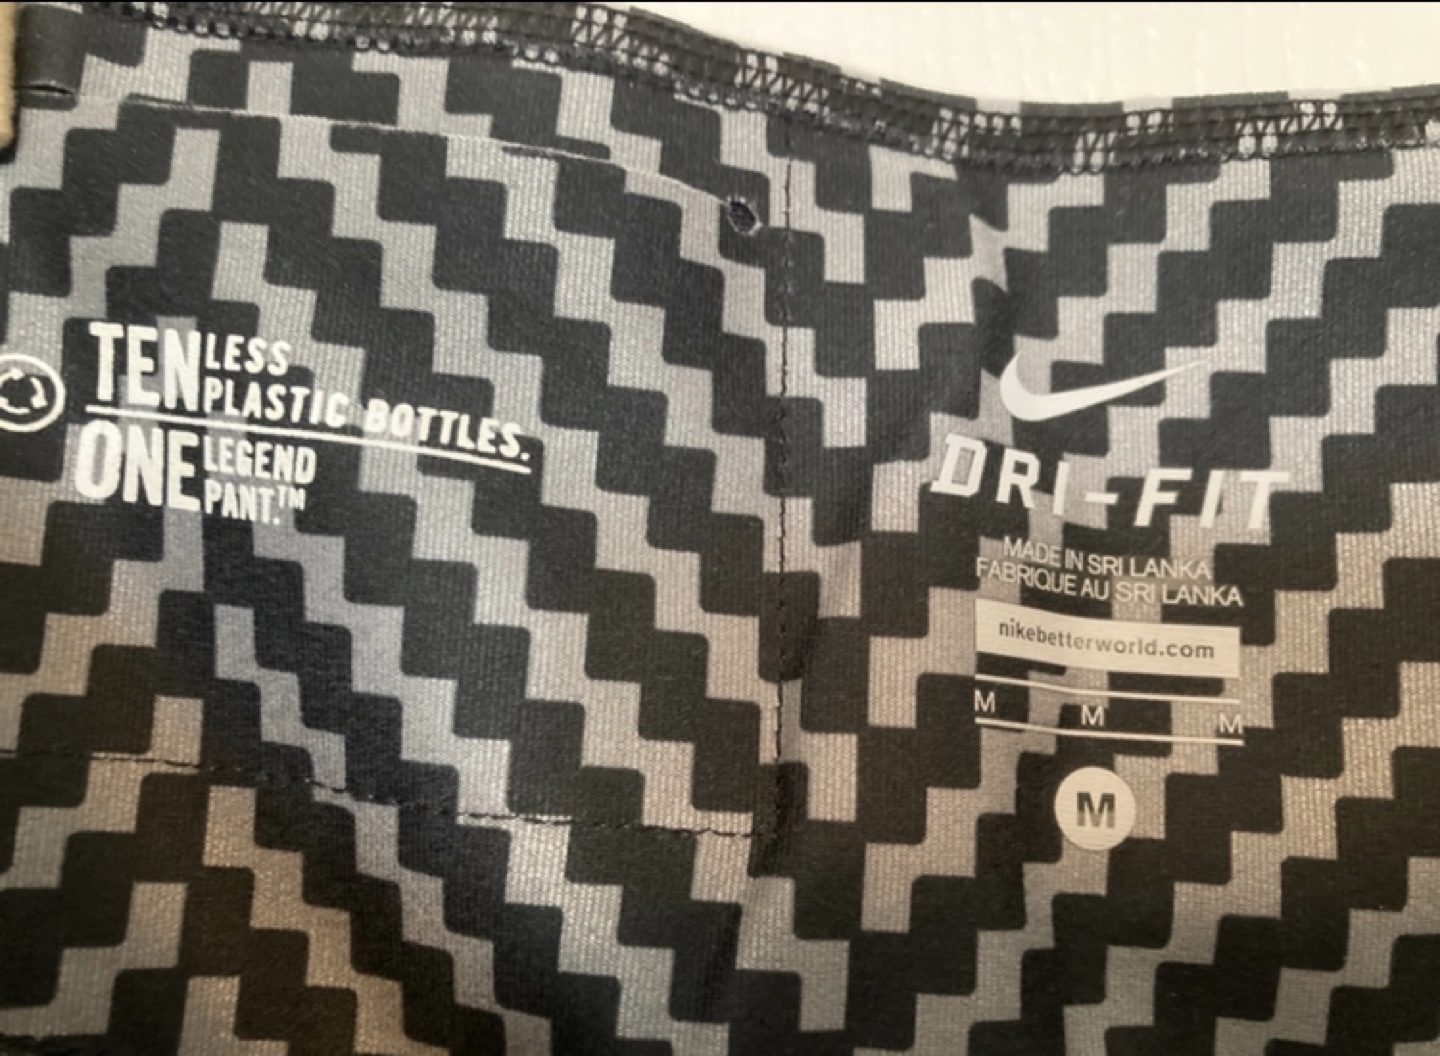 TEN LESS
PLASTIC BOTTLES.
ONE LEGEND
PANT.™
DRI-FIT
MADE IN SRI LANKA
FABRIQUE AU SRI LANKA
nikebetterworld.com
M M M
M